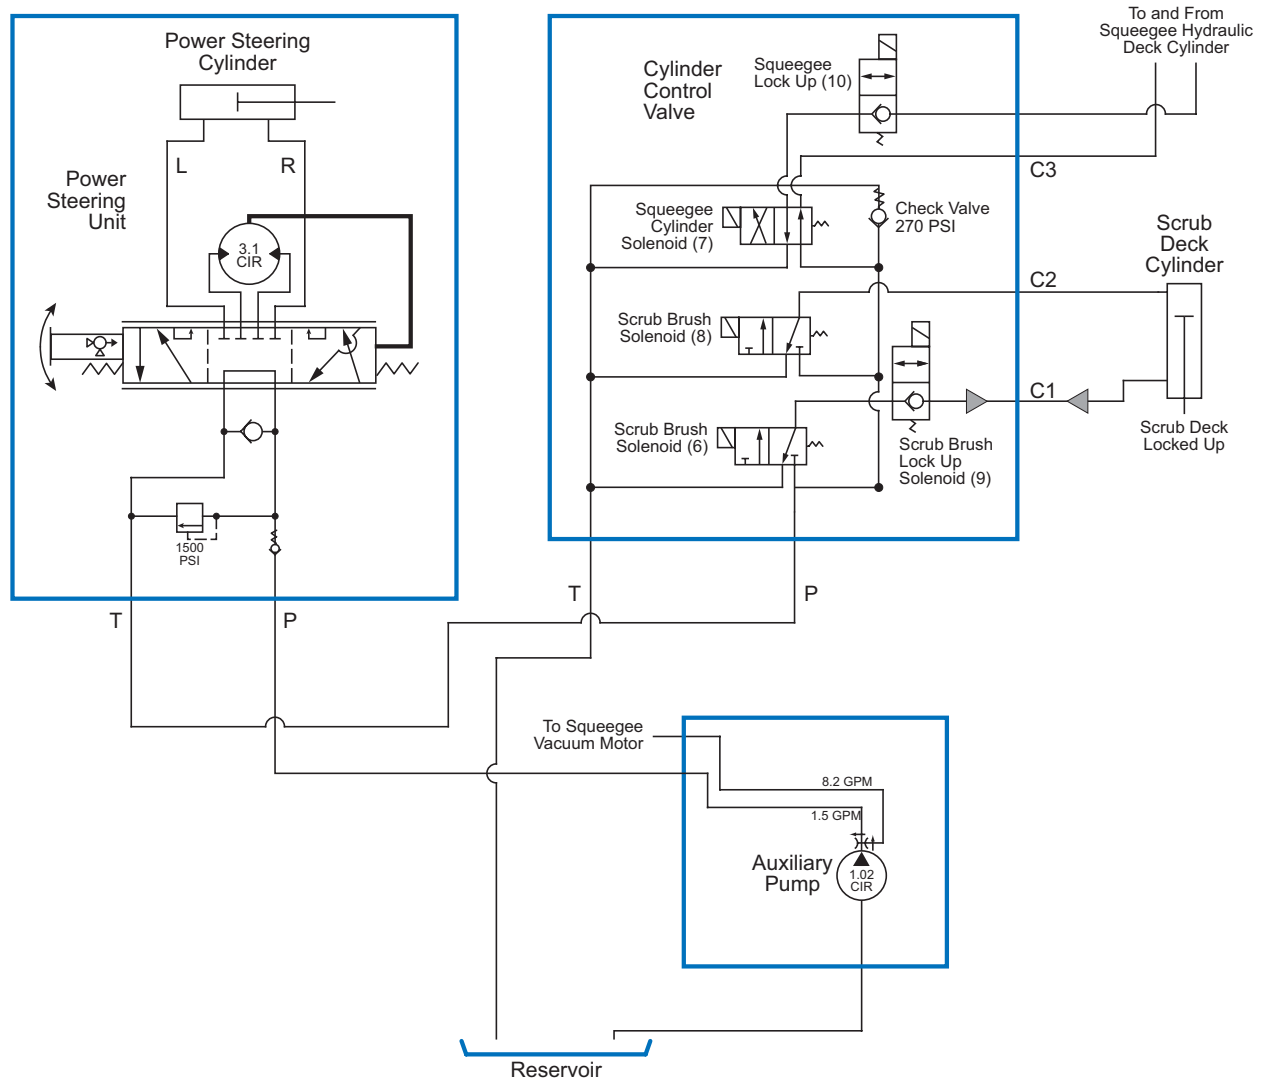 Power Steering
Cylinder
L
R
Power
Steering
Unit
3.1
CIR
1500
PSI
T
P
Cylinder
Control
Valve
Squeegee
Lock Up (10)
To and From
Squeegee Hydraulic
Deck Cylinder
C3
Squeegee
Cylinder
Solenoid (7)
Check Valve
270 PSI
Scrub
Deck
Cylinder
C2
Scrub Brush
Solenoid (8)
C1
Scrub Brush
Solenoid (6)
Scrub Brush
Lock Up
Solenoid (9)
Scrub Deck
Locked Up
T
P
To Squeegee
Vacuum Motor
8.2 GPM
1.5 GPM
Auxiliary
Pump
1.02
CIR
Reservoir